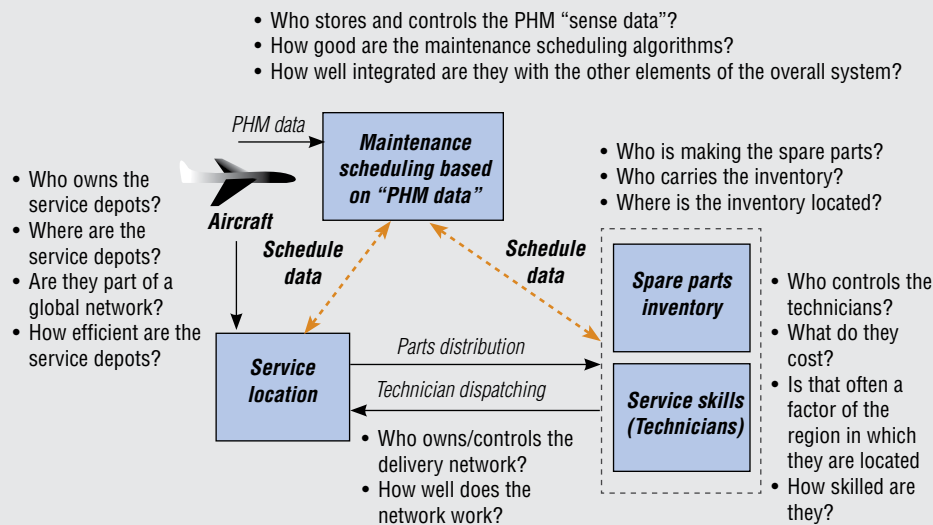 • Who stores and controls the PHM “sense data”?
• How good are the maintenance scheduling algorithms?
• How well integrated are they with the other elements of the overall system?
PHM data
Maintenance
scheduling based
on “PHM data”
Aircraft
• Who owns the
service depots?
• Where are the
service depots?
• Are they part of a
global network?
• How efficient are the
service depots?
Schedule
data
Schedule
data
• Who is making the spare parts?
• Who carries the inventory?
• Where is the inventory located?
Spare parts
inventory
Service skills
(Technicians)
• Who controls the
technicians?
• What do they
cost?
• Is that often a
factor of the
region in which
they are located
• How skilled are
they?
Service
location
Parts distribution
Technician dispatching
• Who owns/controls the
delivery network?
• How well does the
network work?